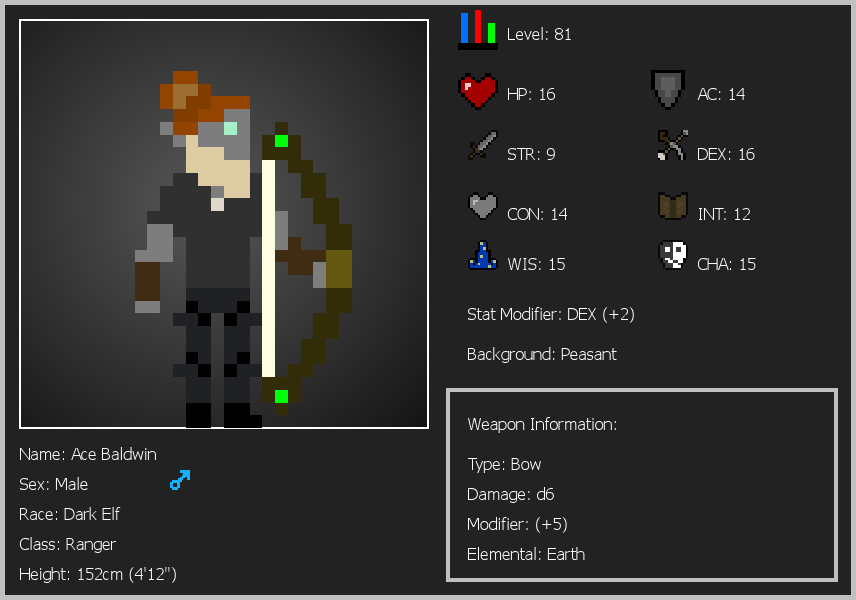 Level: 81
HP: 16
AC: 14
STR: 9
DEX: 16
CON: 14
INT: 12
WIS: 15
CHA: 15
Stat Modifier: DEX (+2)
Background: Peasant
Weapon Information:
Type: Bow
Damage: d6
Modifier: (+5)
Elemental: Earth
Name: Ace Baldwin
Sex: Male
Race: Dark Elf
Class: Ranger
Height: 152cm (4'12")